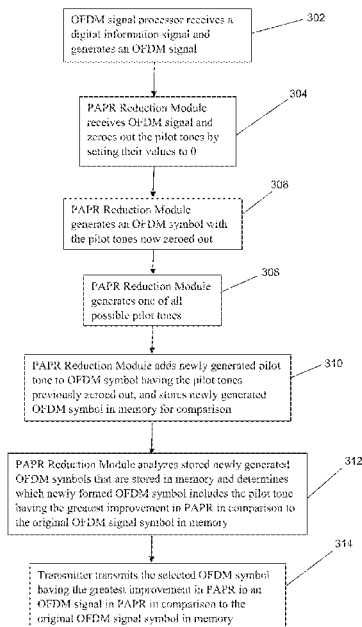 OFDM signal processor receives a
digital information signal and
generates an OFDM signal
302
PAPR Reduction Module
receives OFDM signal and
zeroes out the pilot tones by
setting their values to 0
304
PAPR Reduction Module
generates an OFDM symbol with
the pilot tones now zeroed out
306
PAPR Reduction Module
generates one of all
possible pilot tones
308
PAPR Reduction Module adds newly generated pilot
tone to OFDM symbol having the pilot tones
previously zeroed out, and stores newly generated
OFDM symbol in memory for comparison
310
PAPR Reduction Module analyzes stored newly generated
OFDM symbols that are stored in memory and determines
which newly formed OFDM symbol includes the pilot tone
having the greatest improvement in PAPR in comparison to
the original OFDM signal symbol in memory
312
Transmitter transmits the selected OFDM symbol
having the greatest improvement in PAPR in an
OFDM signal in PAPR in comparison to the
original OFDM signal symbol in memory
314